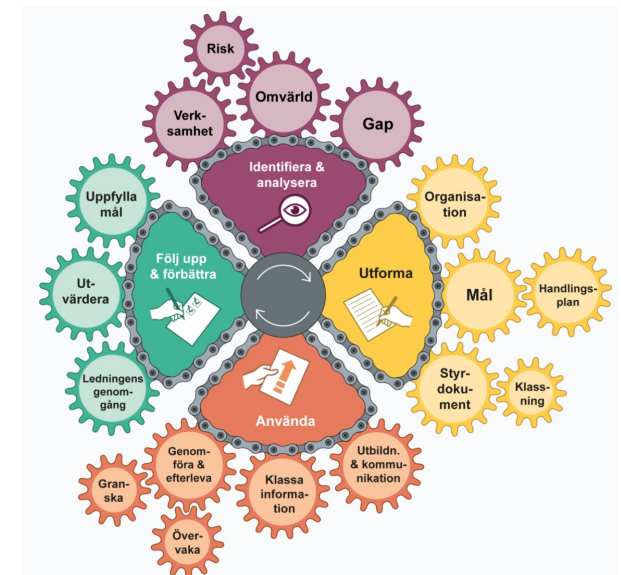 Risk
Omvärld
Verk-
samhet
Gap
Identifiera &
analysera
Uppfylla
mål
Organisa-
tion
Följ upp
& förbättra
Utforma
Ut-
värdera
Mål
Handlings-
plan
Ledningens
genom-
gång
Styr-
doku-
ment
Klass-
ning
Använda
Genom-
föra &
efterleva
Utbildn.
& kommu-
nikation
Gran-
ska
Klassa
informa-
tion
Över-
vaka